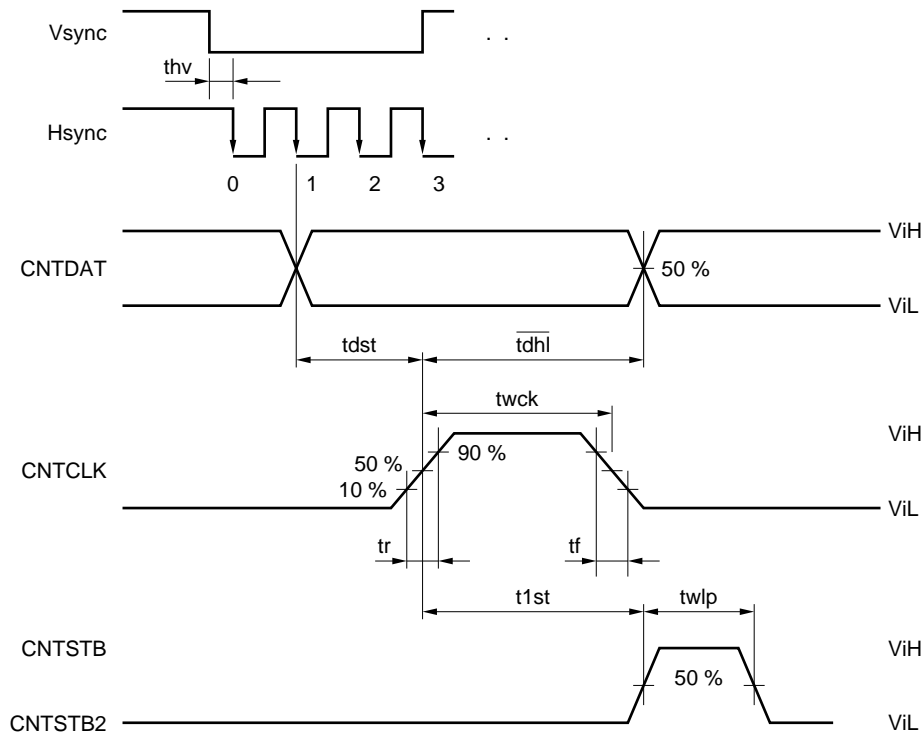 Vsync
. .
thv
Hsync
. .
0 1 2 3
ViH
CNTDAT
50 %
ViL
tdst tdhl
twck
ViH
90 %
50 %
CNTCLK
10 %
ViL
tr tf
t1st twlp
CNTSTB
ViH
50 %
CNTSTB2
ViL